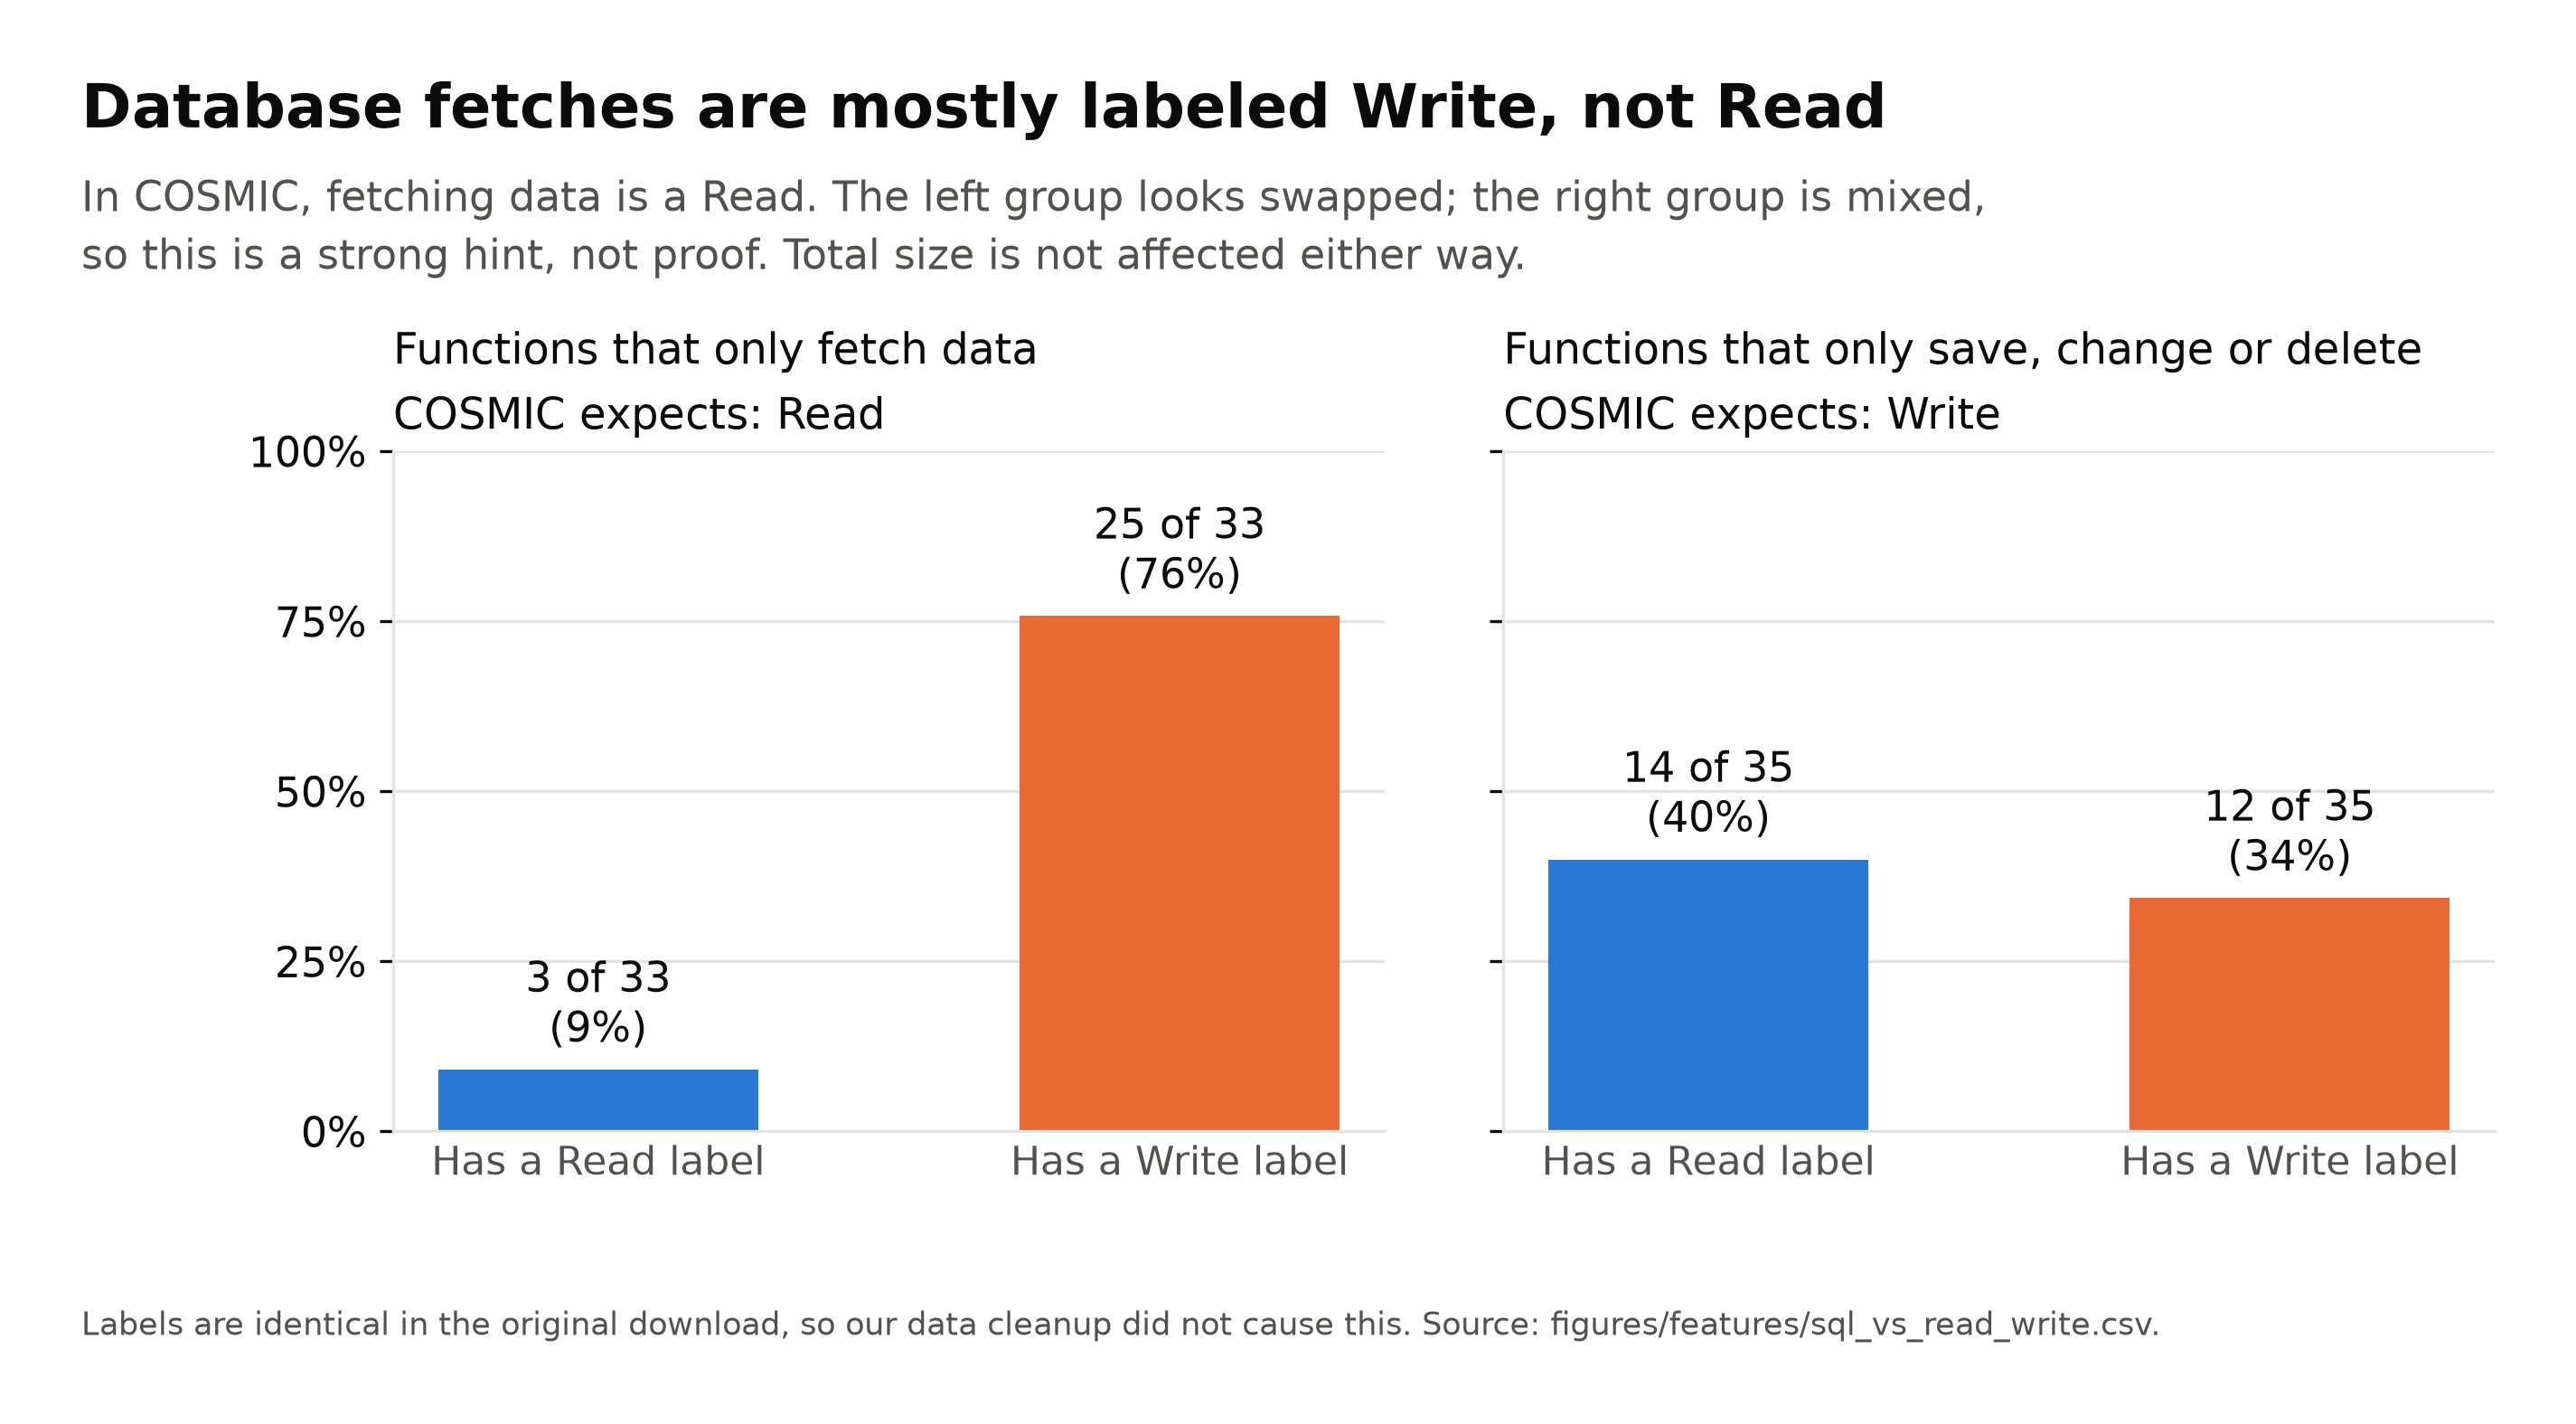 Database fetches are mostly labeled Write, not Read
In COSMIC, fetching data is a Read. The left group looks swapped; the right group is mixed,
so this is a strong hint, not proof. Total size is not affected either way.
Functions that only fetch data
COSMIC expects: Read
100%
75%
50%
25%
0%
3 of 33
(9%)
25 of 33
(76%)
Has a Read label
Has a Write label
Functions that only save, change or delete
COSMIC expects: Write
14 of 35
(40%)
12 of 35
(34%)
Has a Read label
Has a Write label
Labels are identical in the original download, so our data cleanup did not cause this. Source: figures/features/sql_vs_read_write.csv.